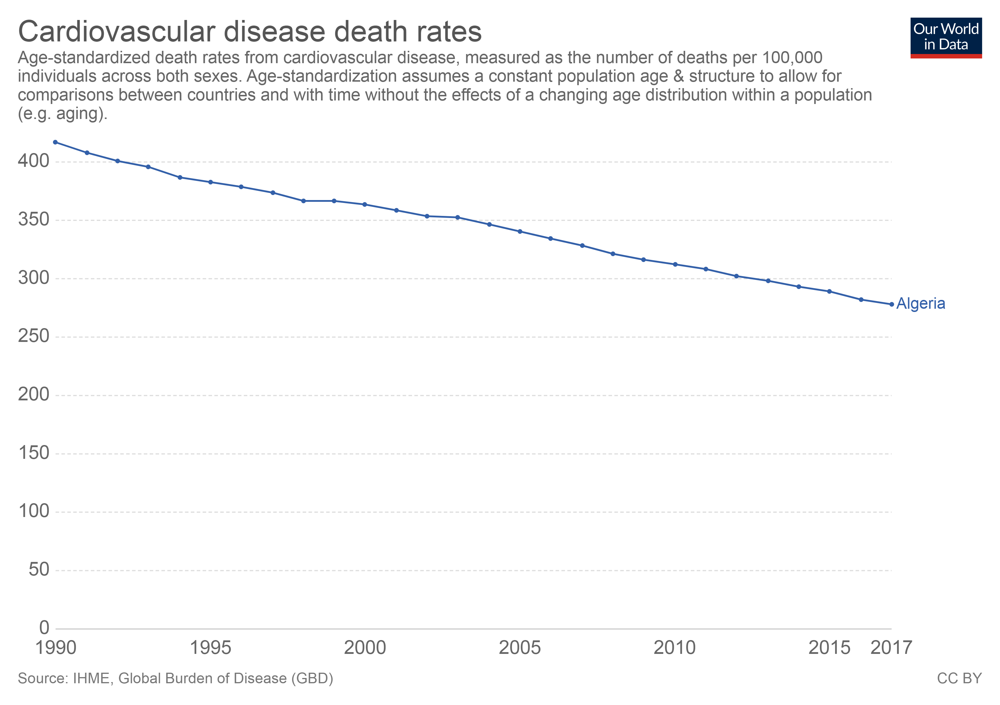 Cardiovascular disease death rates
Our World
in Data
Age-standardized death rates from cardiovascular disease, measured as the number of deaths per 100,000
individuals across both sexes. Age-standardization assumes a constant population age & structure to allow for
comparisons between countries and with time without the effects of a changing age distribution within a population
(e.g. aging).
400
350
300
Algeria
250
200
150
100
50
0
1990 1995 2000 2005 2010 2015 2017
Source: IHME, Global Burden of Disease (GBD)
CC BY